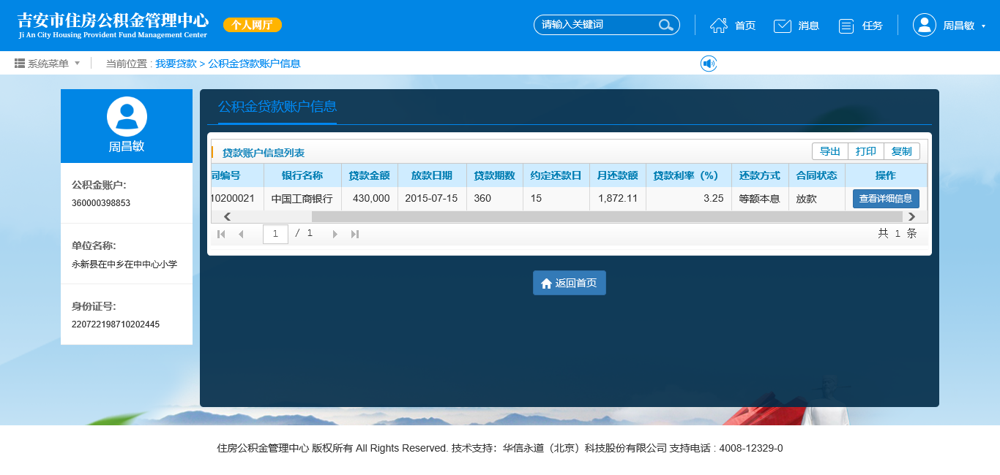 吉安市住房公积金管理中心 个人网厅 请输入关键词 首页 消息 任务 周昌敏
Ji An City Housing Provident Fund Management Center
系统菜单 当前位置 : 我要贷款 > 公积金贷款账户信息
周昌敏
公积金账户:
360000398853
单位名称:
永新县在中乡在中中心小学
身份证号:
220722198710202445
公积金贷款账户信息
贷款账户信息列表 导出 打印 复制
同编号 银行名称 贷款金额 放款日期 贷款期数 约定还款日 月还款额 贷款利率（%） 还款方式 合同状态 操作
10200021 中国工商银行 430,000 2015-07-15 360 15 1,872.11 3.25 等额本息 放款 查看详细信息
1 / 1 共 1 条
返回首页
住房公积金管理中心 版权所有 All Rights Reserved. 技术支持：华信永道（北京）科技股份有限公司 支持电话 : 4008-12329-0